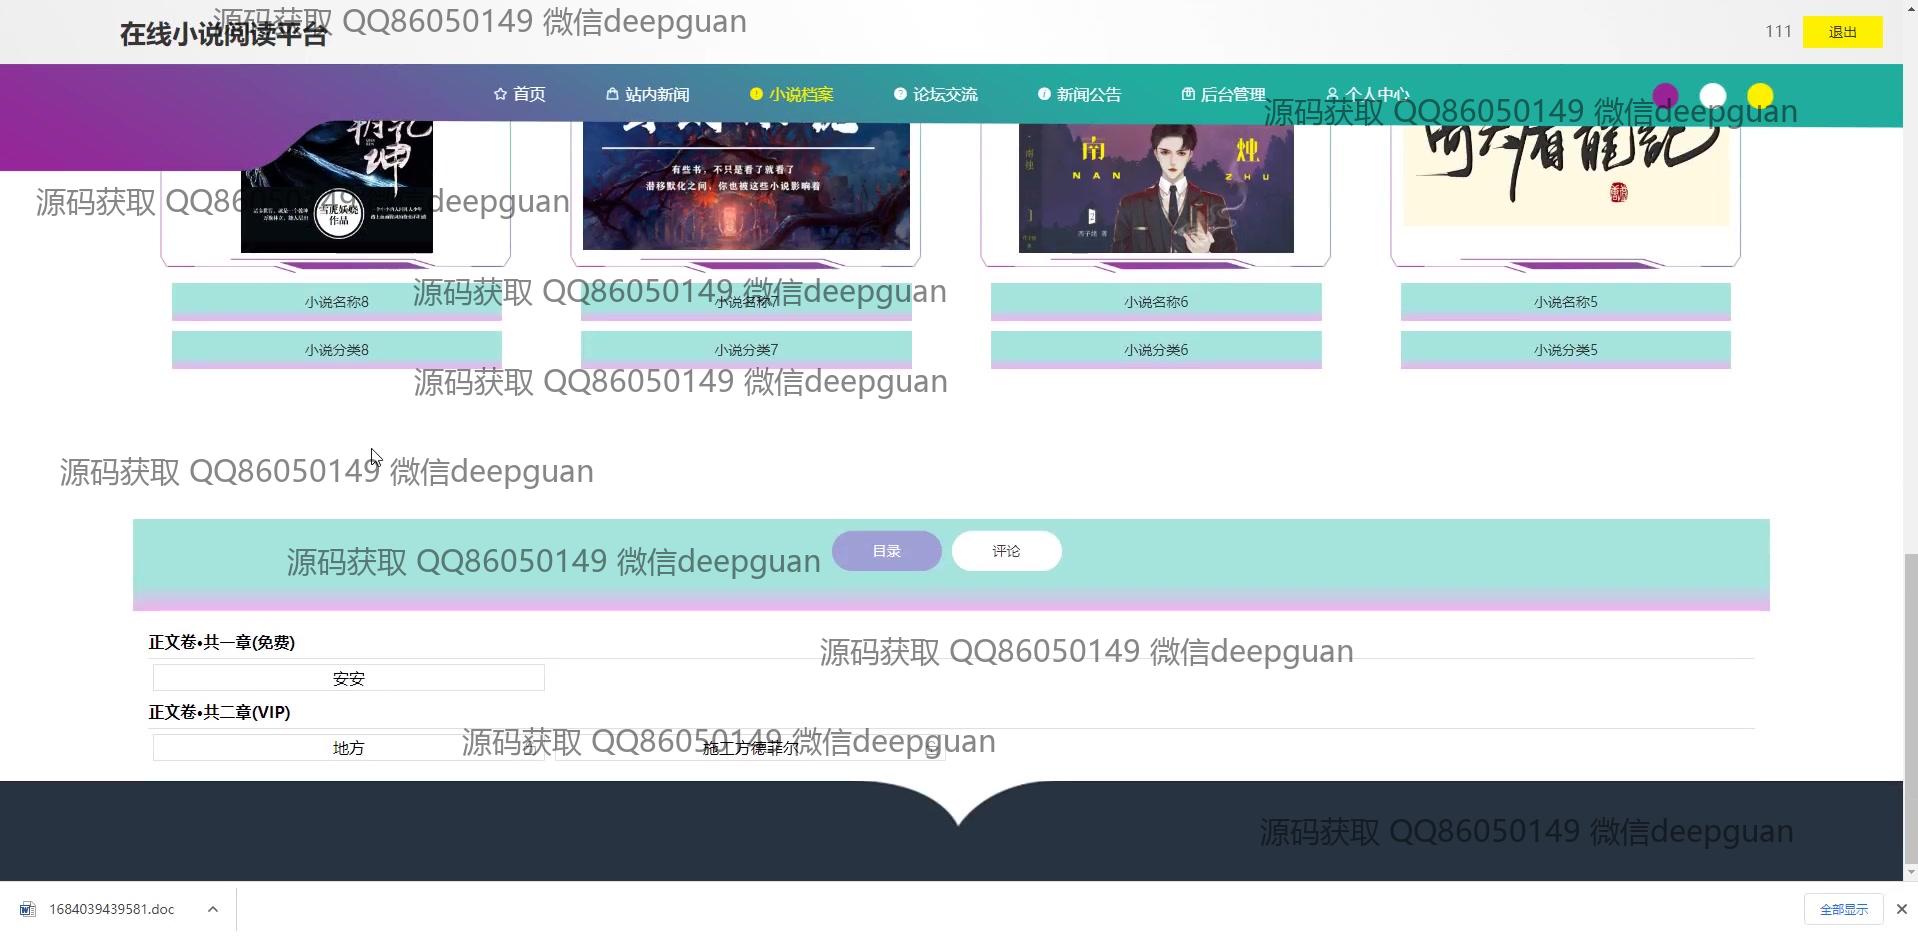 在线小说阅读平台
源码获取 QQ86050149 微信deepguan
111
退出
首页
站内新闻
小说档案
论坛交流
新闻公告
后台管理
个人中心
源码获取 QQ86050149 微信deepguan
乾坤
雪虎妖娆
作品
有些书，不只是看了就看了
潜移默化之间，你也被这些小说影响着
南烛
NAN ZHU
倚天屠龙记
源码获取 QQ86050149 微信deepguan
小说名称8
小说名称7
小说名称6
小说名称5
源码获取 QQ86050149 微信deepguan
小说分类8
小说分类7
小说分类6
小说分类5
源码获取 QQ86050149 微信deepguan
源码获取 QQ86050149 微信deepguan
目录
评论
源码获取 QQ86050149 微信deepguan
正文卷•共一章(免费)
源码获取 QQ86050149 微信deepguan
安安
正文卷•共二章(VIP)
地方
施工方德菲尔
源码获取 QQ86050149 微信deepguan
源码获取 QQ86050149 微信deepguan
1684039439581.doc
全部显示